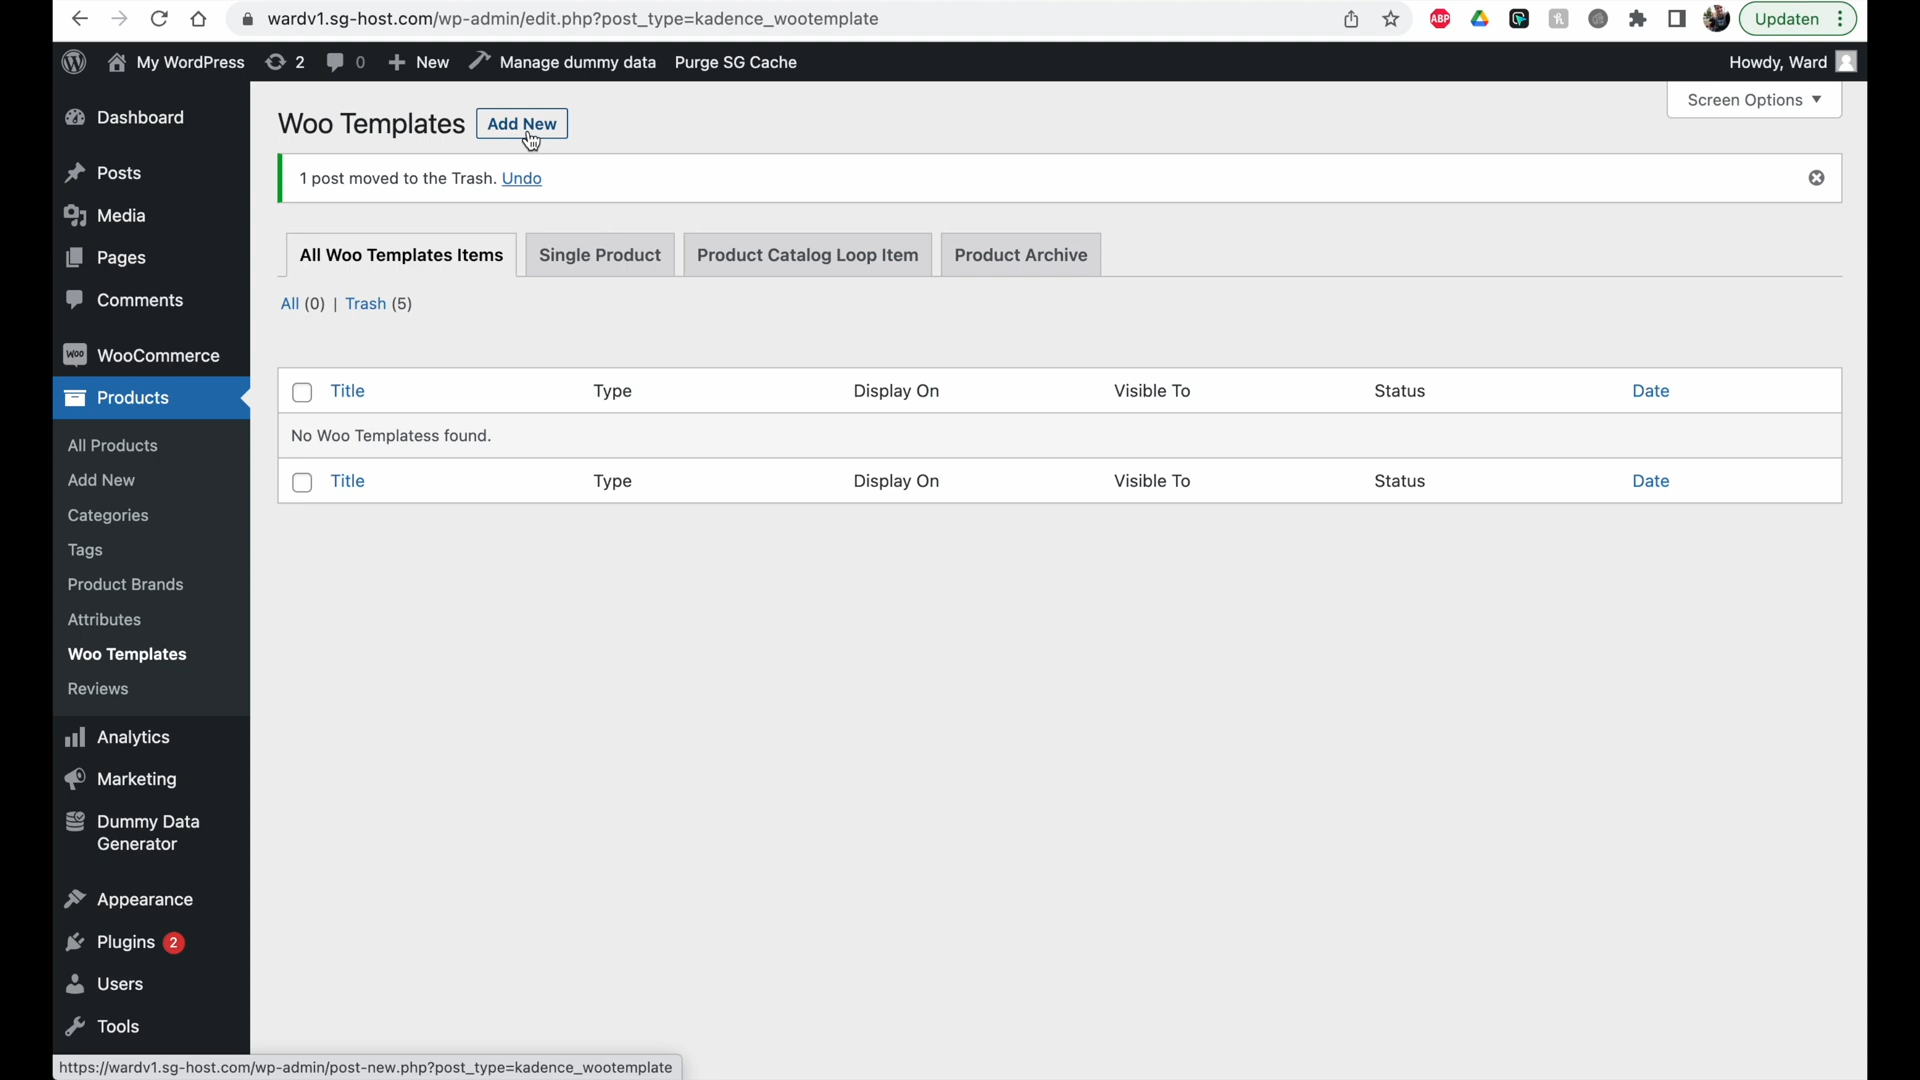 wardv1.sg-host.com/wp-admin/edit.php?post_type=kadence_wootemplate
ABP
Updaten
My WordPress
2
0
New
Manage dummy data
Purge SG Cache
Howdy, Ward
Dashboard
Posts
Media
Pages
Comments
Woo WooCommerce
Products
All Products
Add New
Categories
Tags
Product Brands
Attributes
Woo Templates
Reviews
Analytics
Marketing
Dummy Data
Generator
Appearance
Plugins 2
Users
Tools
Screen Options
Woo Templates Add New
1 post moved to the Trash. Undo
All Woo Templates Items Single Product Product Catalog Loop Item Product Archive
All (0) | Trash (5)
Title Type Display On Visible To Status Date
No Woo Templatess found.
Title Type Display On Visible To Status Date
https://wardv1.sg-host.com/wp-admin/post-new.php?post_type=kadence_wootemplate